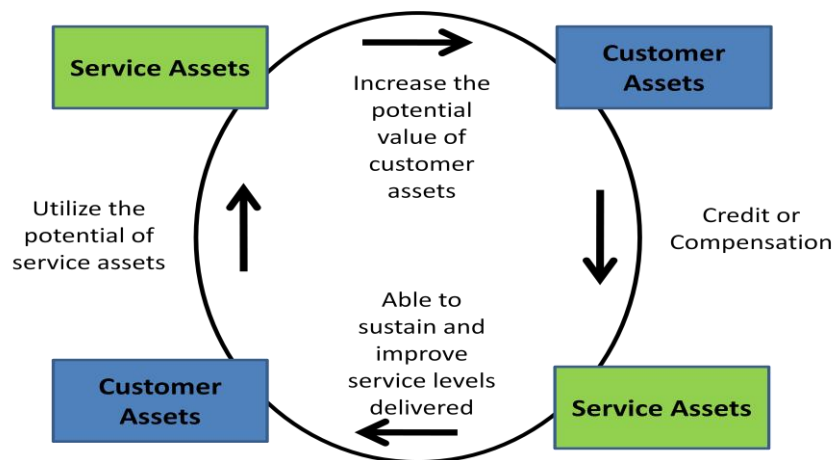 Service Assets
Customer
Assets
Increase the
potential
value of
customer
assets
Utilize the
potential of
service assets
Credit or
Compensation
Able to
sustain and
improve
service levels
delivered
Customer
Assets
Service Assets